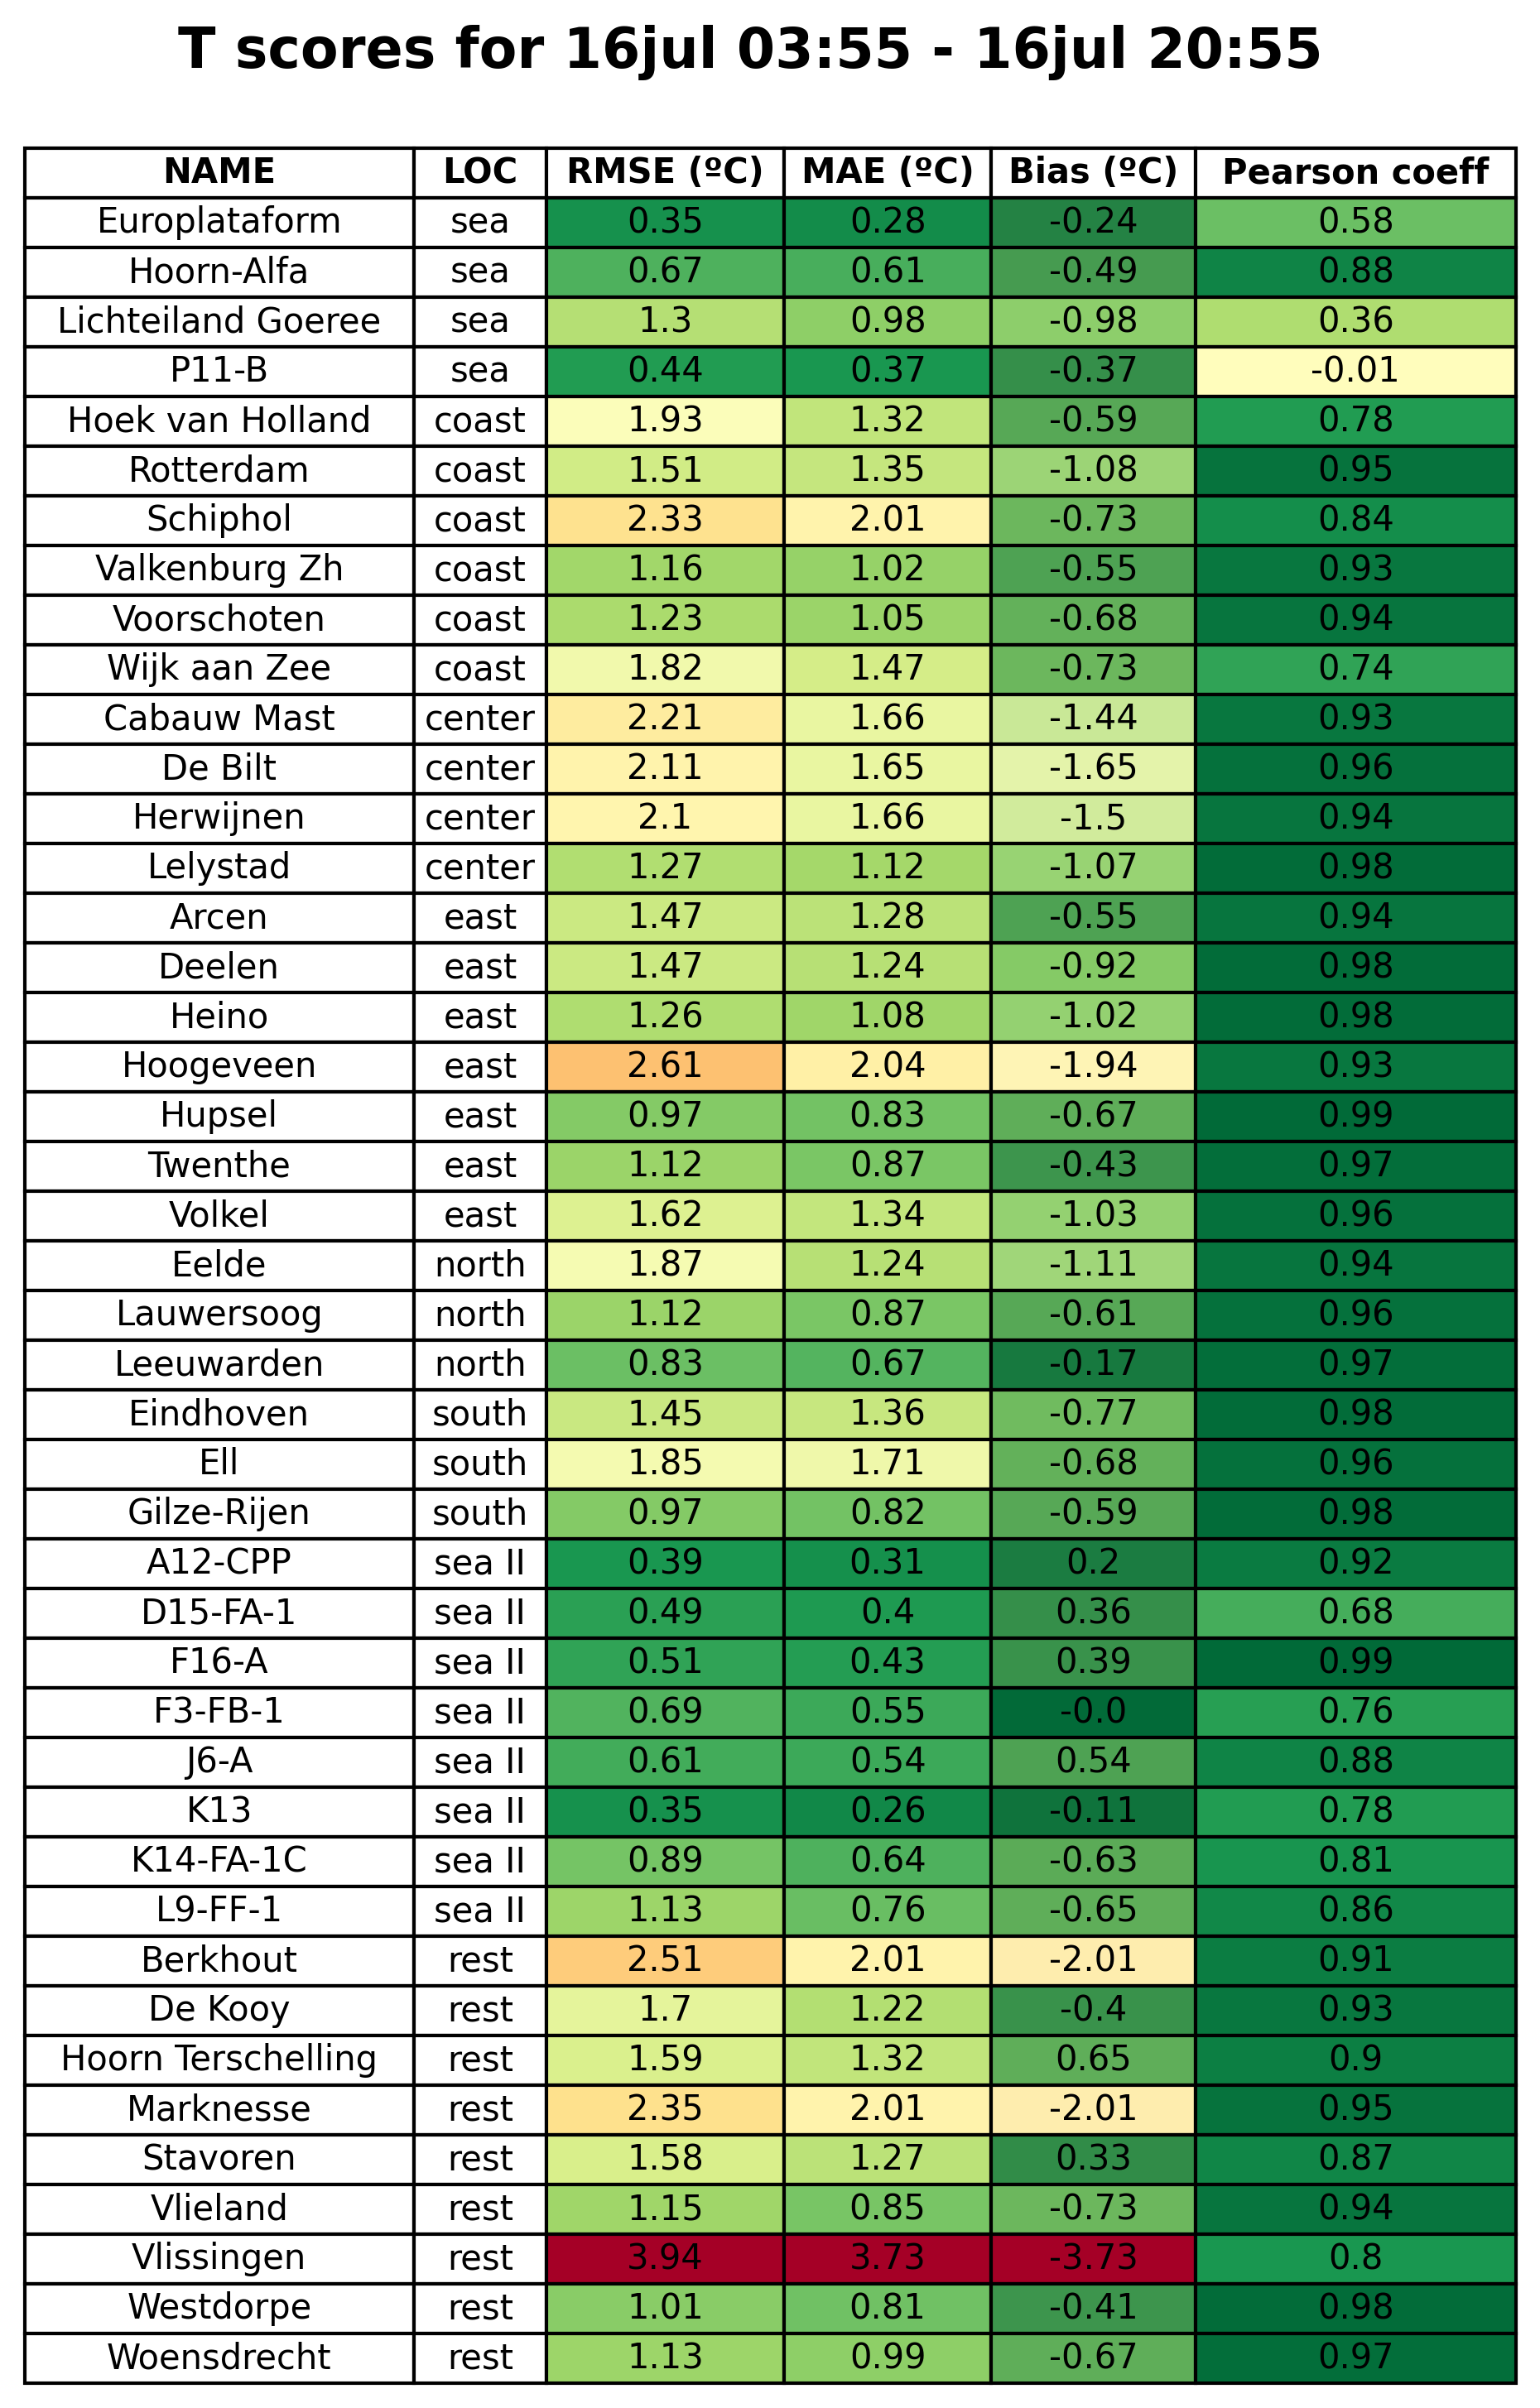 T scores for 16jul 03:55 - 16jul 20:55
NAME LOC RMSE (ºC) MAE (ºC) Bias (ºC) Pearson coeff
Europlataform sea 0.35 0.28 -0.24 0.58
Hoorn-Alfa sea 0.67 0.61 -0.49 0.88
Lichteiland Goeree sea 1.3 0.98 -0.98 0.36
P11-B sea 0.44 0.37 -0.37 -0.01
Hoek van Holland coast 1.93 1.32 -0.59 0.78
Rotterdam coast 1.51 1.35 -1.08 0.95
Schiphol coast 2.33 2.01 -0.73 0.84
Valkenburg Zh coast 1.16 1.02 -0.55 0.93
Voorschoten coast 1.23 1.05 -0.68 0.94
Wijk aan Zee coast 1.82 1.47 -0.73 0.74
Cabauw Mast center 2.21 1.66 -1.44 0.93
De Bilt center 2.11 1.65 -1.65 0.96
Herwijnen center 2.1 1.66 -1.5 0.94
Lelystad center 1.27 1.12 -1.07 0.98
Arcen east 1.47 1.28 -0.55 0.94
Deelen east 1.47 1.24 -0.92 0.98
Heino east 1.26 1.08 -1.02 0.98
Hoogeveen east 2.61 2.04 -1.94 0.93
Hupsel east 0.97 0.83 -0.67 0.99
Twenthe east 1.12 0.87 -0.43 0.97
Volkel east 1.62 1.34 -1.03 0.96
Eelde north 1.87 1.24 -1.11 0.94
Lauwersoog north 1.12 0.87 -0.61 0.96
Leeuwarden north 0.83 0.67 -0.17 0.97
Eindhoven south 1.45 1.36 -0.77 0.98
Ell south 1.85 1.71 -0.68 0.96
Gilze-Rijen south 0.97 0.82 -0.59 0.98
A12-CPP sea II 0.39 0.31 0.2 0.92
D15-FA-1 sea II 0.49 0.4 0.36 0.68
F16-A sea II 0.51 0.43 0.39 0.99
F3-FB-1 sea II 0.69 0.55 -0.0 0.76
J6-A sea II 0.61 0.54 0.54 0.88
K13 sea II 0.35 0.26 -0.11 0.78
K14-FA-1C sea II 0.89 0.64 -0.63 0.81
L9-FF-1 sea II 1.13 0.76 -0.65 0.86
Berkhout rest 2.51 2.01 -2.01 0.91
De Kooy rest 1.7 1.22 -0.4 0.93
Hoorn Terschelling rest 1.59 1.32 0.65 0.9
Marknesse rest 2.35 2.01 -2.01 0.95
Stavoren rest 1.58 1.27 0.33 0.87
Vlieland rest 1.15 0.85 -0.73 0.94
Vlissingen rest 3.94 3.73 -3.73 0.8
Westdorpe rest 1.01 0.81 -0.41 0.98
Woensdrecht rest 1.13 0.99 -0.67 0.97